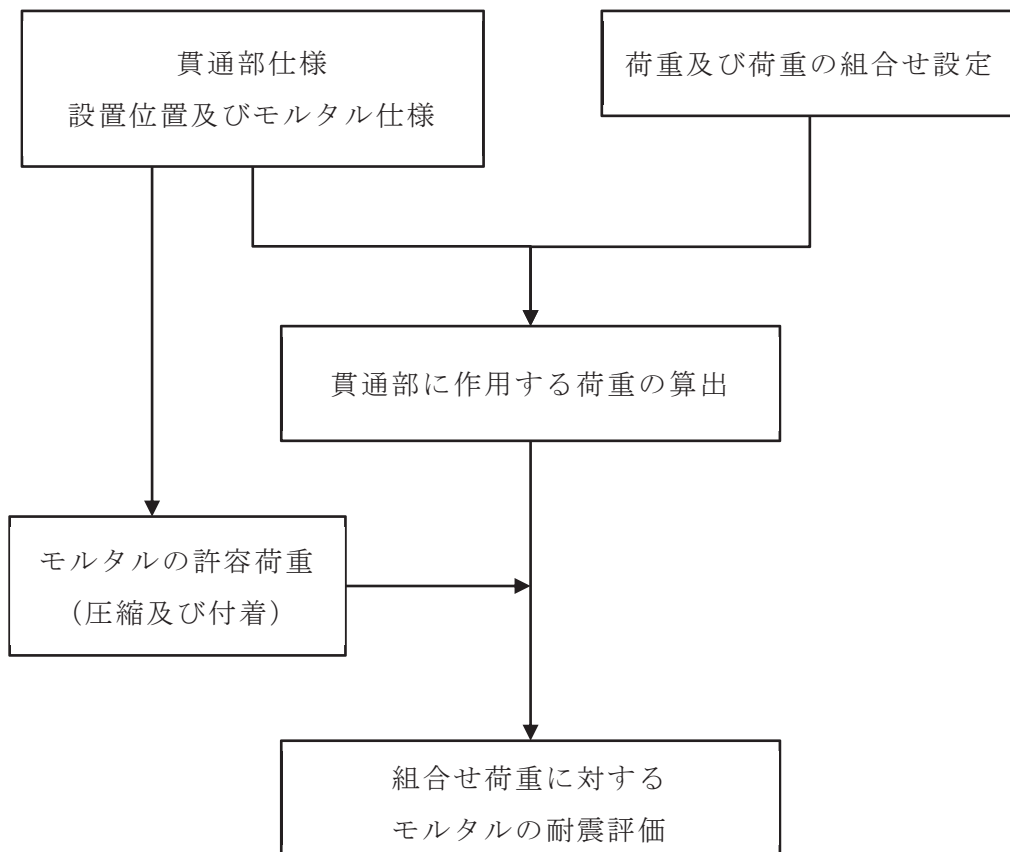 貫通部仕様
設置位置及びモルタル仕様
荷重及び荷重の組合せ設定
貫通部に作用する荷重の算出
モルタルの許容荷重
(圧縮及び付着)
組合せ荷重に対する
モルタルの耐震評価